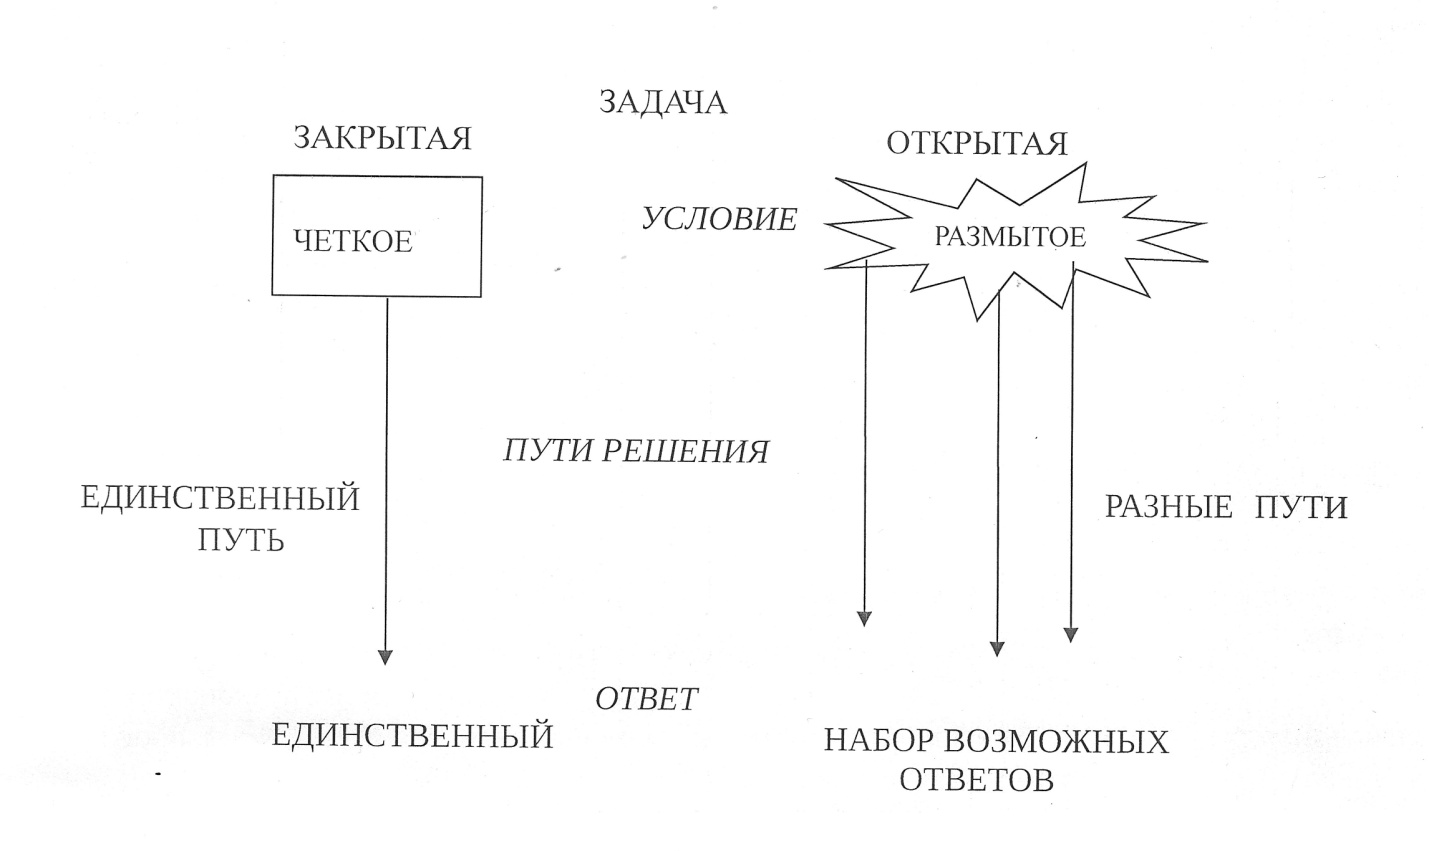 ЗАДАЧА
ЗАКРЫТАЯ
ОТКРЫТАЯ
ЧЕТКОЕ
УСЛОВИЕ
РАЗМЫТОЕ
ПУТИ РЕШЕНИЯ
ЕДИНСТВЕННЫЙ
ПУТЬ
РАЗНЫЕ ПУТИ
ОТВЕТ
ЕДИНСТВЕННЫЙ
НАБОР ВОЗМОЖНЫХ
ОТВЕТОВ